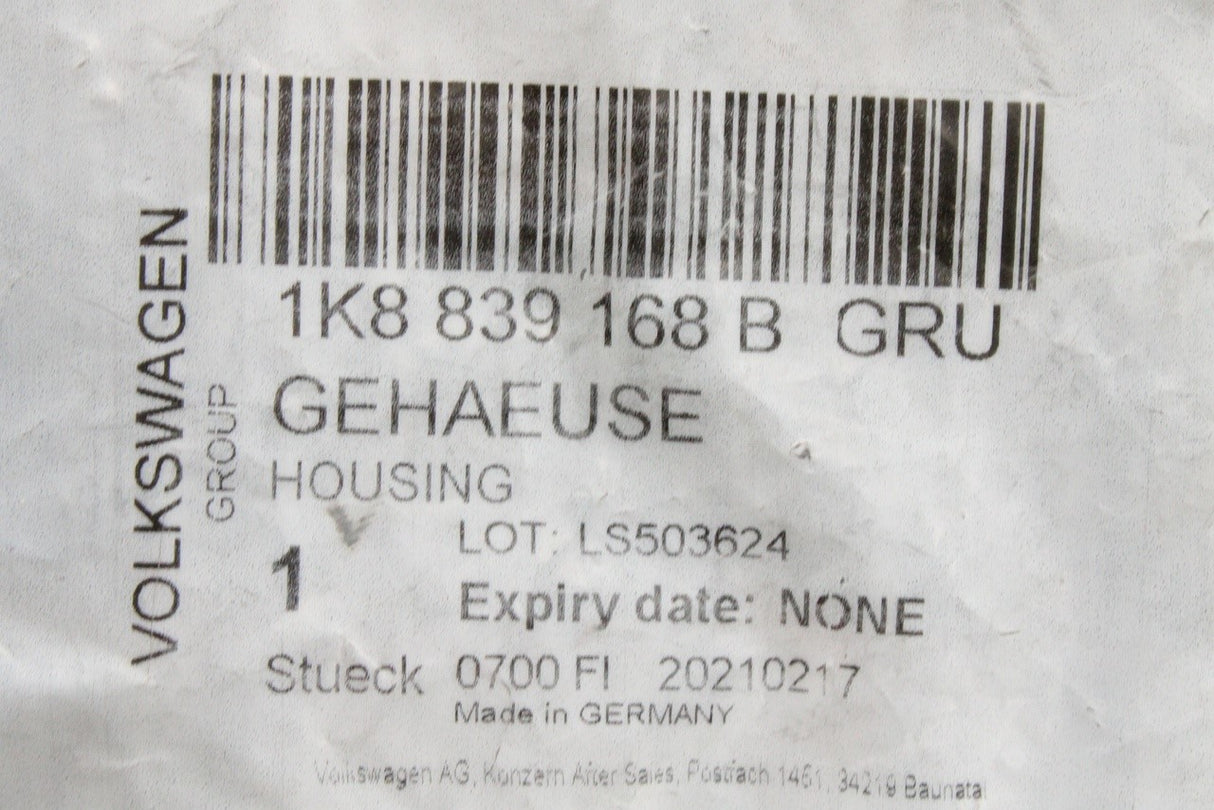 VOLKSWAGEN
GROUP
1K8 839 168 B GRU
GEHAEUSE
HOUSING
LOT: LS503624
1
Expiry date: NONE
Stueck 0700 FI 20210217
Made in GERMANY
Volkswagen AG, Konzern After Sales, Postfach 1451, 34219 Baunatal